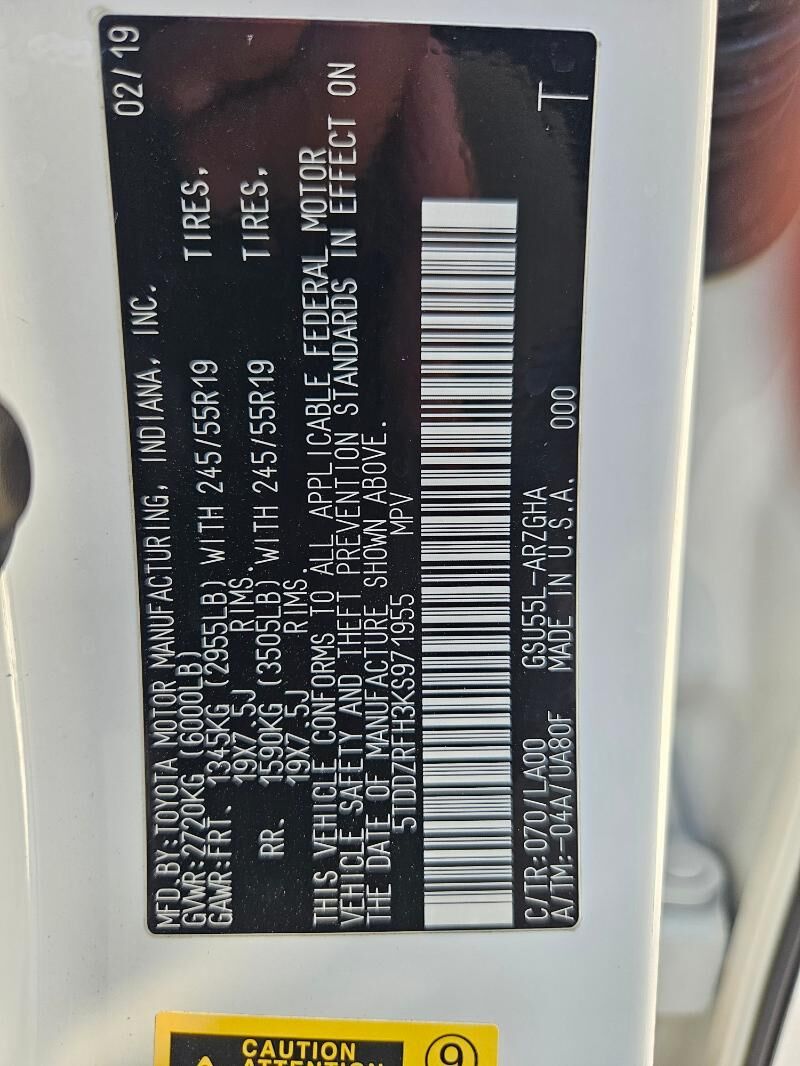 MFD.BY:TOYOTA MOTOR MANUFACTURING, INDIANA, INC. 02/19
GVWR:2720KG (6000LB)
GAWR:FRT. 1345KG (2955LB) WITH 245/55R19 TIRES,
19X7.5J RIMS.
RR. 1590KG (3505LB) WITH 245/55R19 TIRES,
19X7.5J RIMS.
THIS VEHICLE CONFORMS TO ALL APPLICABLE FEDERAL MOTOR
VEHICLE SAFETY AND THEFT PREVENTION STANDARDS IN EFFECT ON
THE DATE OF MANUFACTURE SHOWN ABOVE.
5TDDZRFH3KS971955 MPV
C/TR:070/LA00 GSU55L-ARZGHA
A/TM:-04A/UA80F MADE IN U.S.A. 000 T
CAUTION
ATTENTION
9